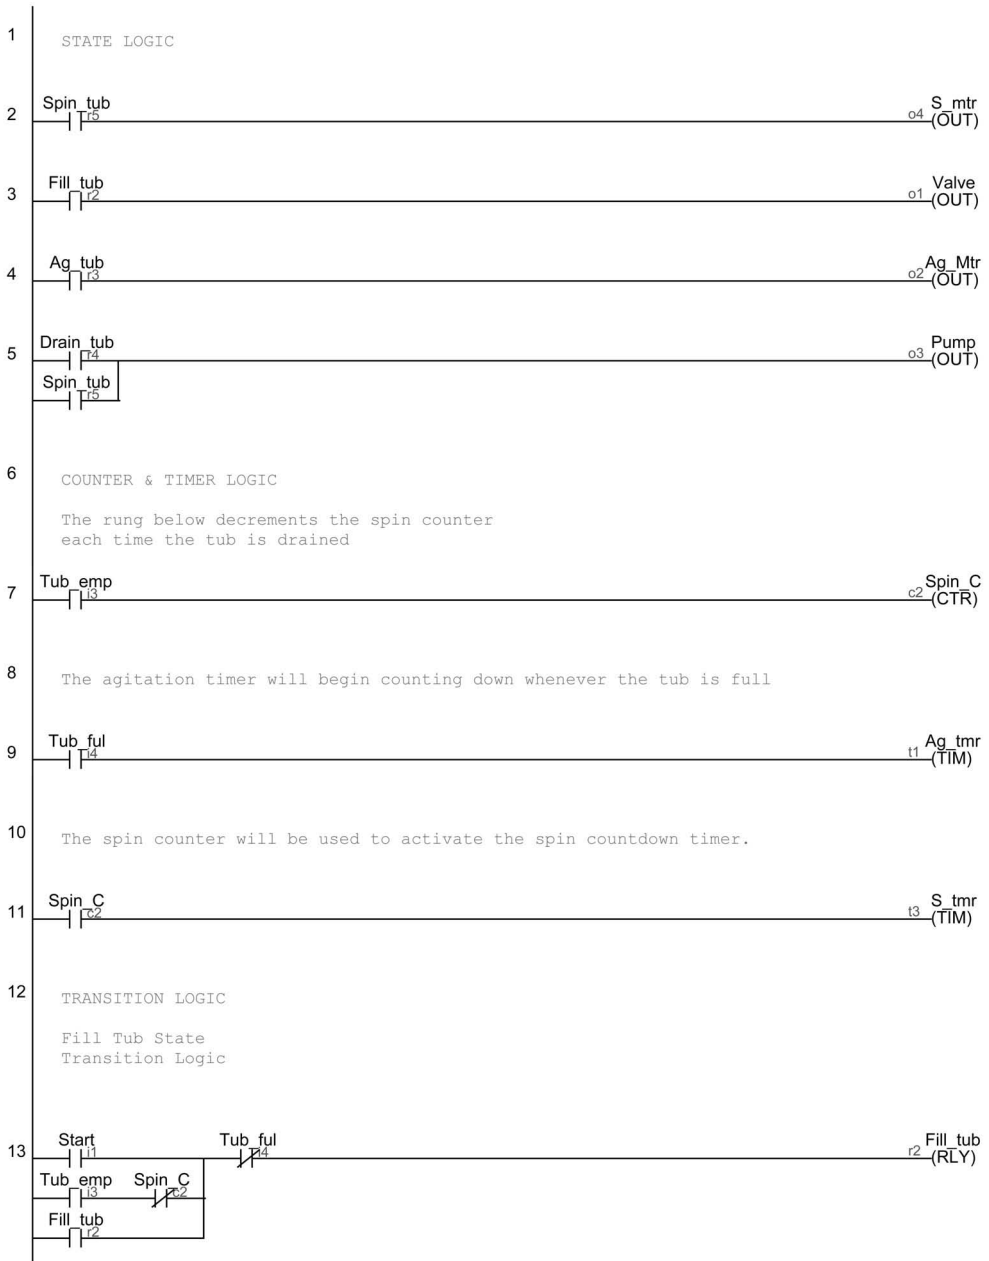 1
STATE LOGIC
Spin_tub S_mtr
2 r5 o4 (OUT)
Fill_tub Valve
3 r2 o1 (OUT)
Ag_tub Ag_Mtr
4 r3 o2 (OUT)
Drain_tub Pump
5 r4 o3 (OUT)
Spin_tub
r5
6
COUNTER & TIMER LOGIC
The rung below decrements the spin counter
each time the tub is drained
Tub_emp Spin_C
7 i3 c2 (CTR)
8
The agitation timer will begin counting down whenever the tub is full
Tub_ful Ag_tmr
9 i4 t1 (TIM)
10
The spin counter will be used to activate the spin countdown timer.
Spin_C S_tmr
11 c2 t3 (TIM)
12
TRANSITION LOGIC
Fill Tub State
Transition Logic
Start Tub_ful Fill_tub
13 i1 i4 r2 (RLY)
Tub_emp Spin_C
i3 c2
Fill_tub
r2